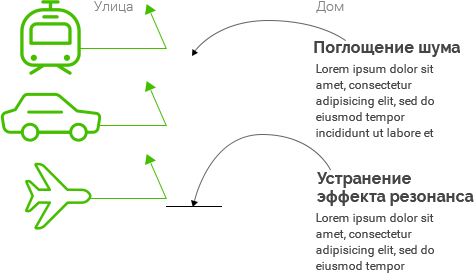 Улица
Дом
Поглощение шума
Lorem ipsum dolor sit
amet, consectetur
adipisicing elit, sed do
eiusmod tempor
incididunt ut labore et
Устранение
эффекта резонанса
Lorem ipsum dolor sit
amet, consectetur
adipisicing elit, sed do
eiusmod tempor